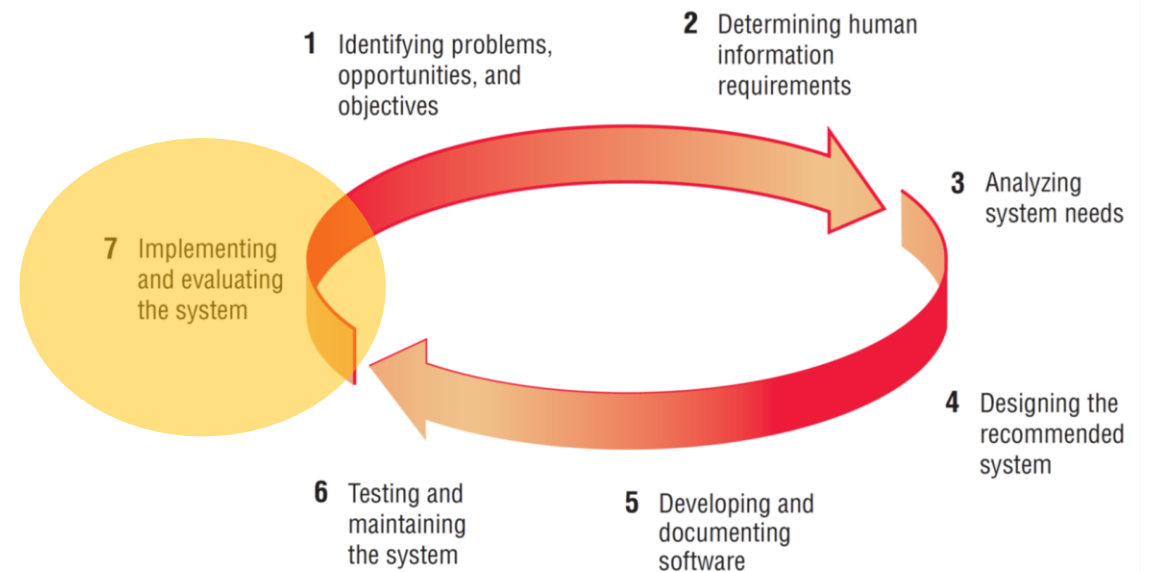 1 Identifying problems,
opportunities, and
objectives
2 Determining human
information
requirements
3 Analyzing
system needs
4 Designing the
recommended
system
5 Developing and
documenting
software
6 Testing and
maintaining
the system
7 Implementing
and evaluating
the system